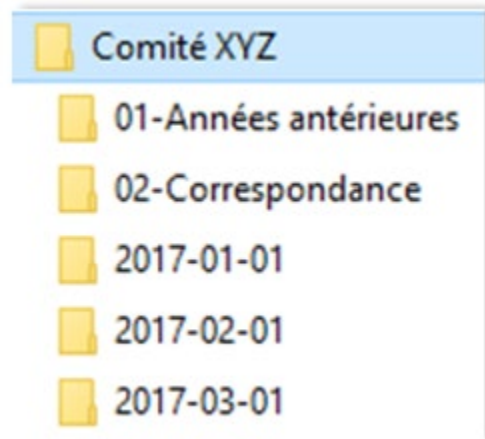 Comité XYZ
01-Années antérieures
02-Correspondance
2017-01-01
2017-02-01
2017-03-01